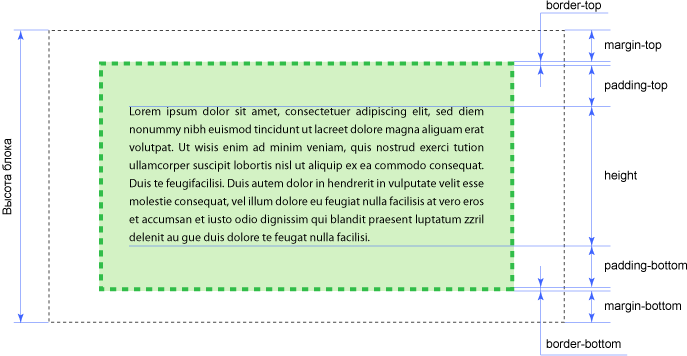 border-top
margin-top
padding-top
Высота блока
Lorem ipsum dolor sit amet, consectetuer adipiscing elit, sed diem
nonummy nibh euismod tincidunt ut lacreet dolore magna aliguam erat
volutpat. Ut wisis enim ad minim veniam, quis nostrud exerci tution
ullamcorper suscipit lobortis nisl ut aliquip ex ea commodo consequat.
Duis te feugifacilisi. Duis autem dolor in hendrerit in vulputate velit esse
molestie consequat, vel illum dolore eu feugiat nulla facilisis at vero eros
et accumsan et iusto odio dignissim qui blandit praesent luptatum zzril
delenit au gue duis dolore te feugat nulla facilisi.
height
padding-bottom
margin-bottom
border-bottom